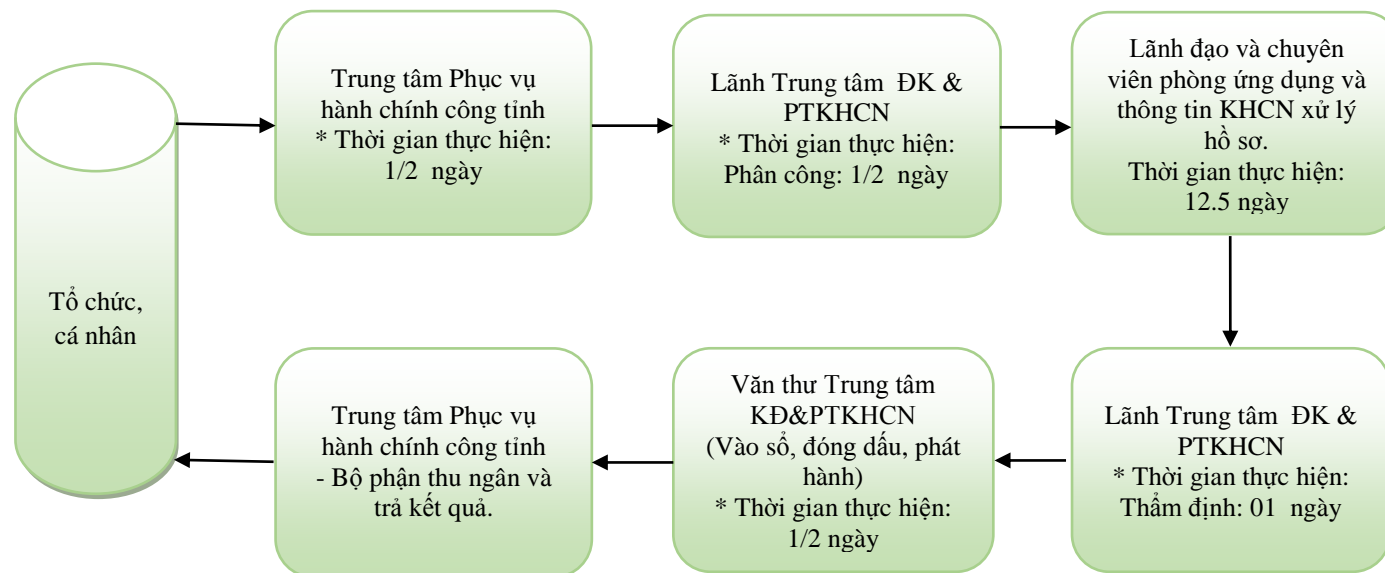 Tổ chức,
cá nhân
Trung tâm Phục vụ
hành chính công tỉnh
* Thời gian thực hiện:
1/2 ngày
Lãnh Trung tâm ĐK &
PTKHCN
* Thời gian thực hiện:
Phân công: 1/2 ngày
Lãnh đạo và chuyên
viên phòng ứng dụng và
thông tin KHCN xử lý
hồ sơ.
Thời gian thực hiện:
12.5 ngày
Lãnh Trung tâm ĐK &
PTKHCN
* Thời gian thực hiện:
Thẩm định: 01 ngày
Văn thư Trung tâm
KĐ&PTKHCN
(Vào sổ, đóng dấu, phát
hành)
* Thời gian thực hiện:
1/2 ngày
Trung tâm Phục vụ
hành chính công tỉnh
- Bộ phận thu ngân và
trả kết quả.